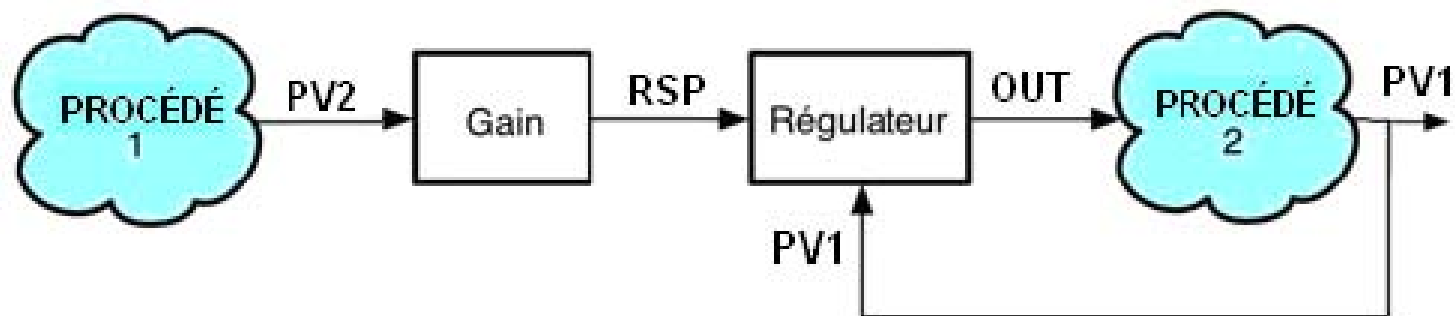 PROCÉDÉ
1
PV2
Gain
RSP
Régulateur
OUT
PROCÉDÉ
2
PV1
PV1